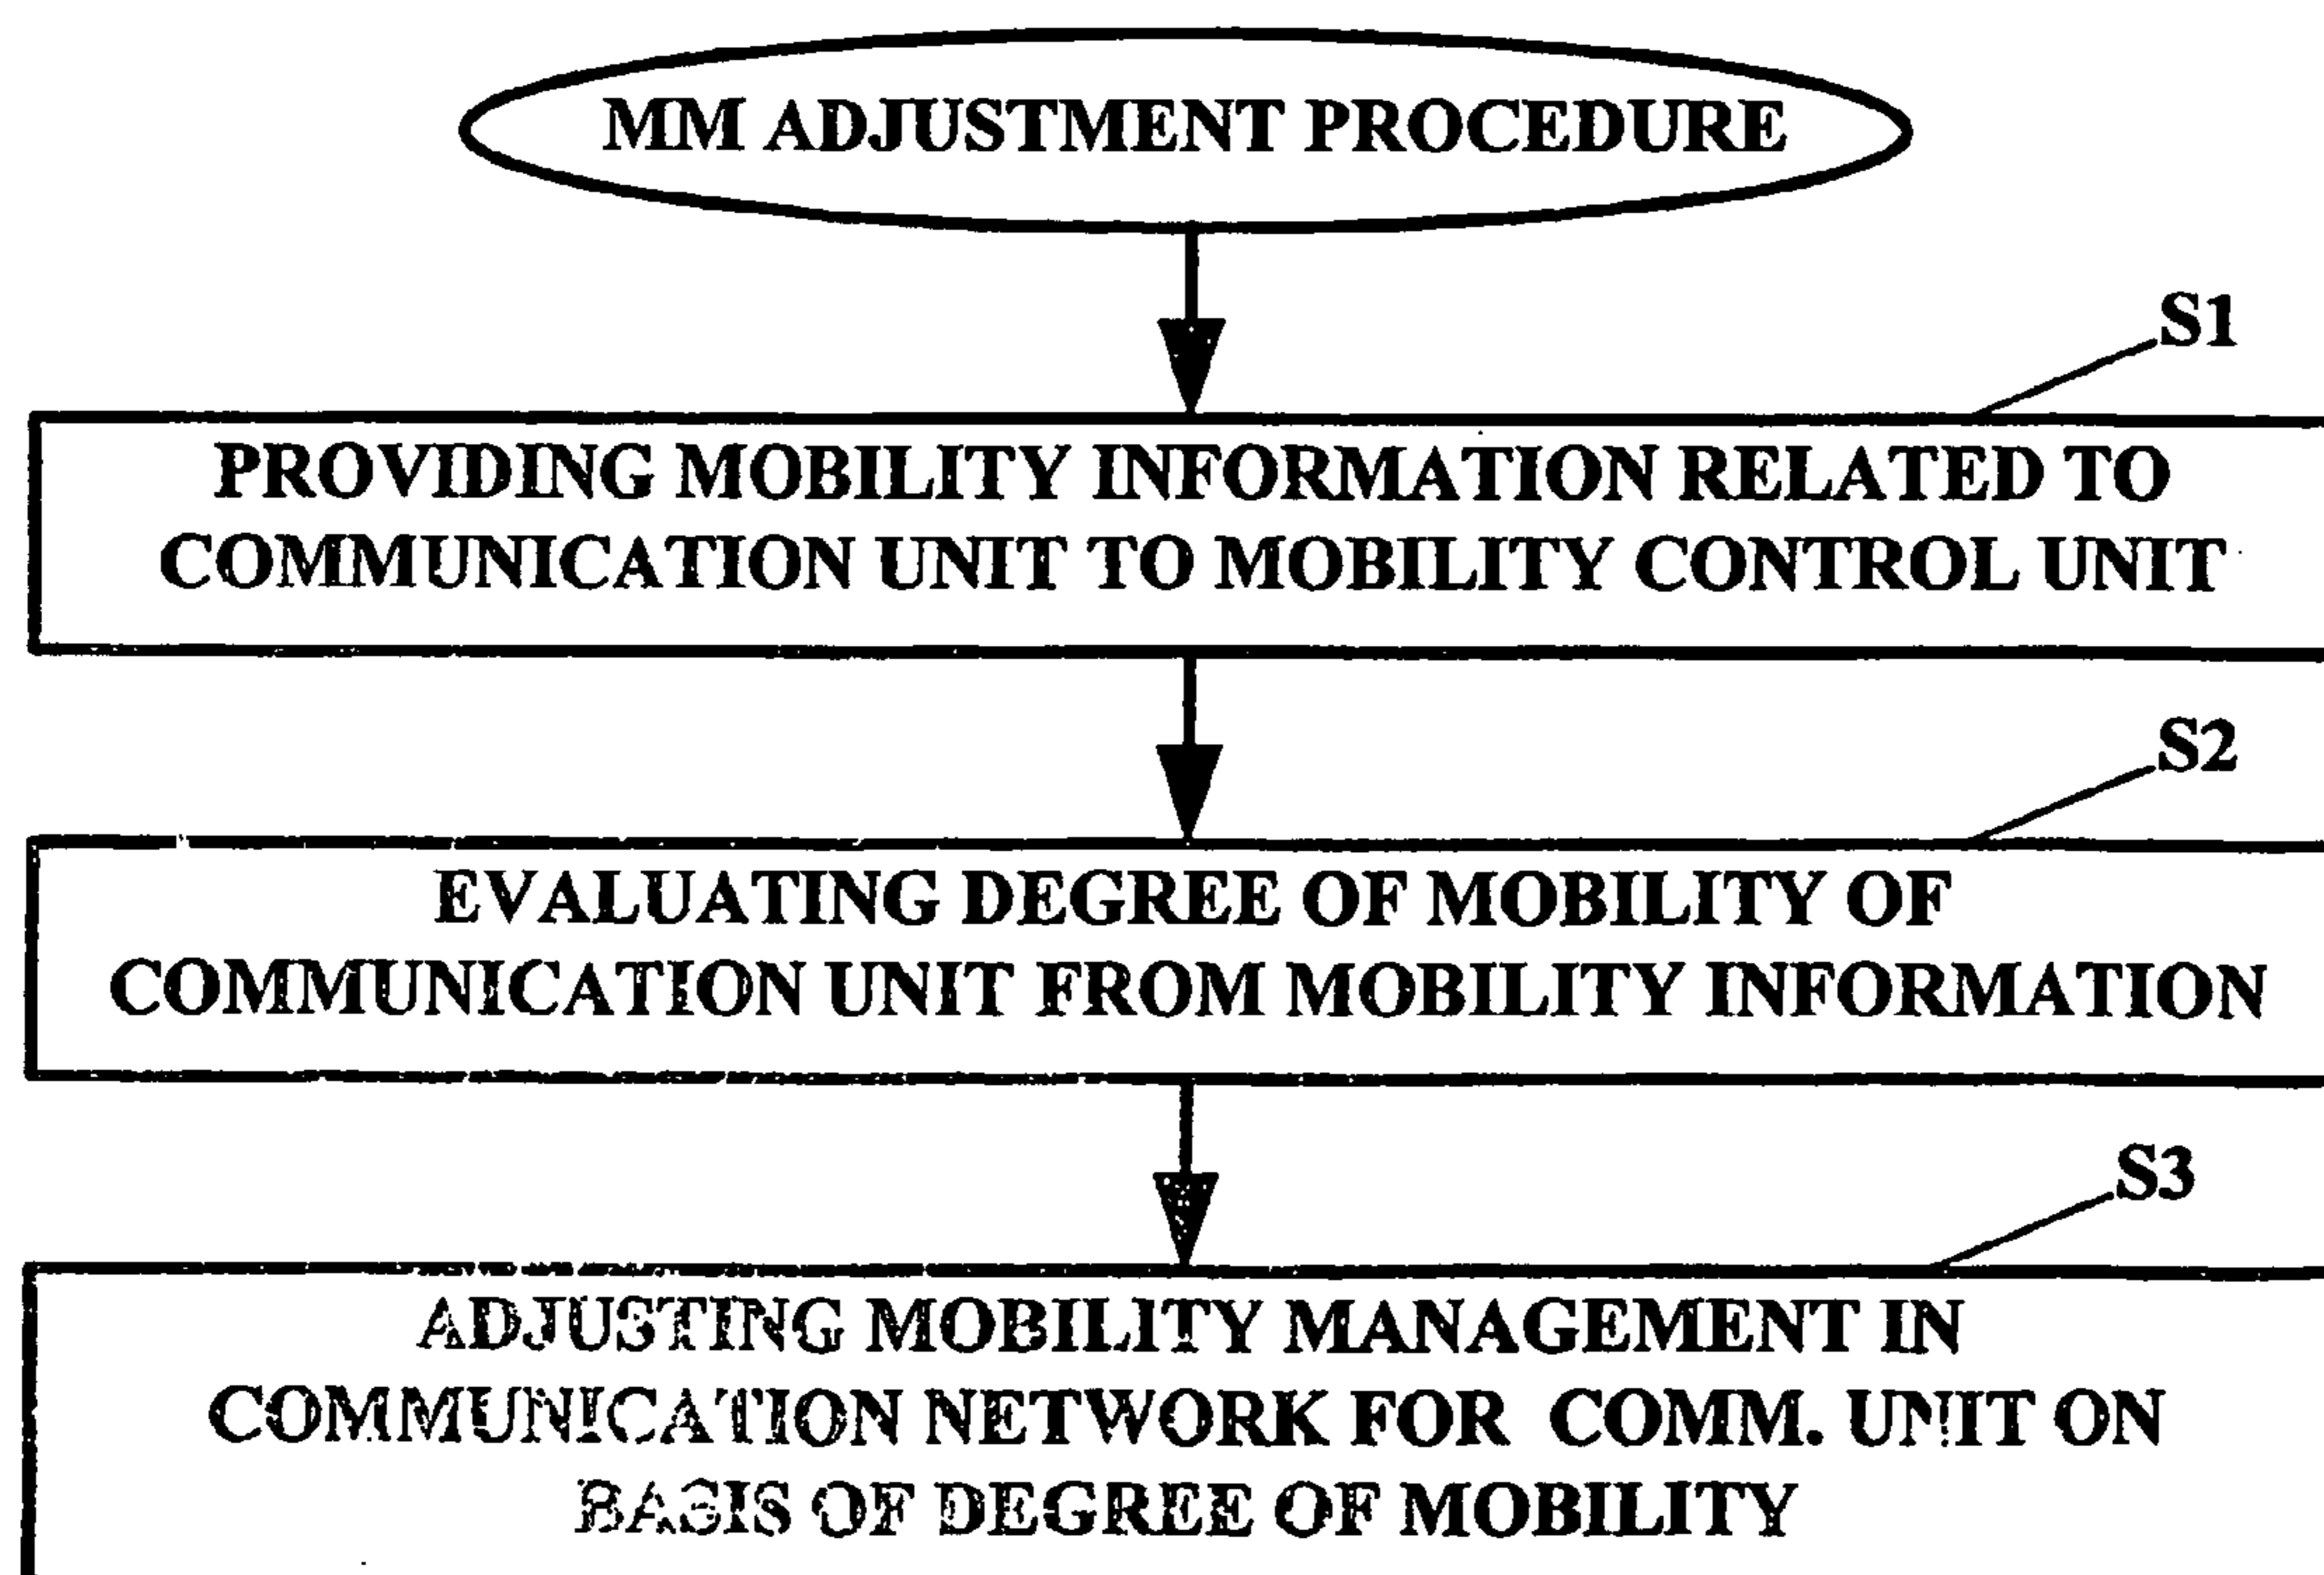 MM ADJUSTMENT PROCEDURE
S1
PROVIDING MOBILITY INFORMATION RELATED TO
COMMUNICATION UNIT TO MOBILITY CONTROL UNIT
S2
EVALUATING DEGREE OF MOBILITY OF
COMMUNICATION UNIT FROM MOBILITY INFORMATION
S3
ADJUSTING MOBILITY MANAGEMENT IN
COMMUNICATION NETWORK FOR COMM. UNIT ON
BASIS OF DEGREE OF MOBILITY